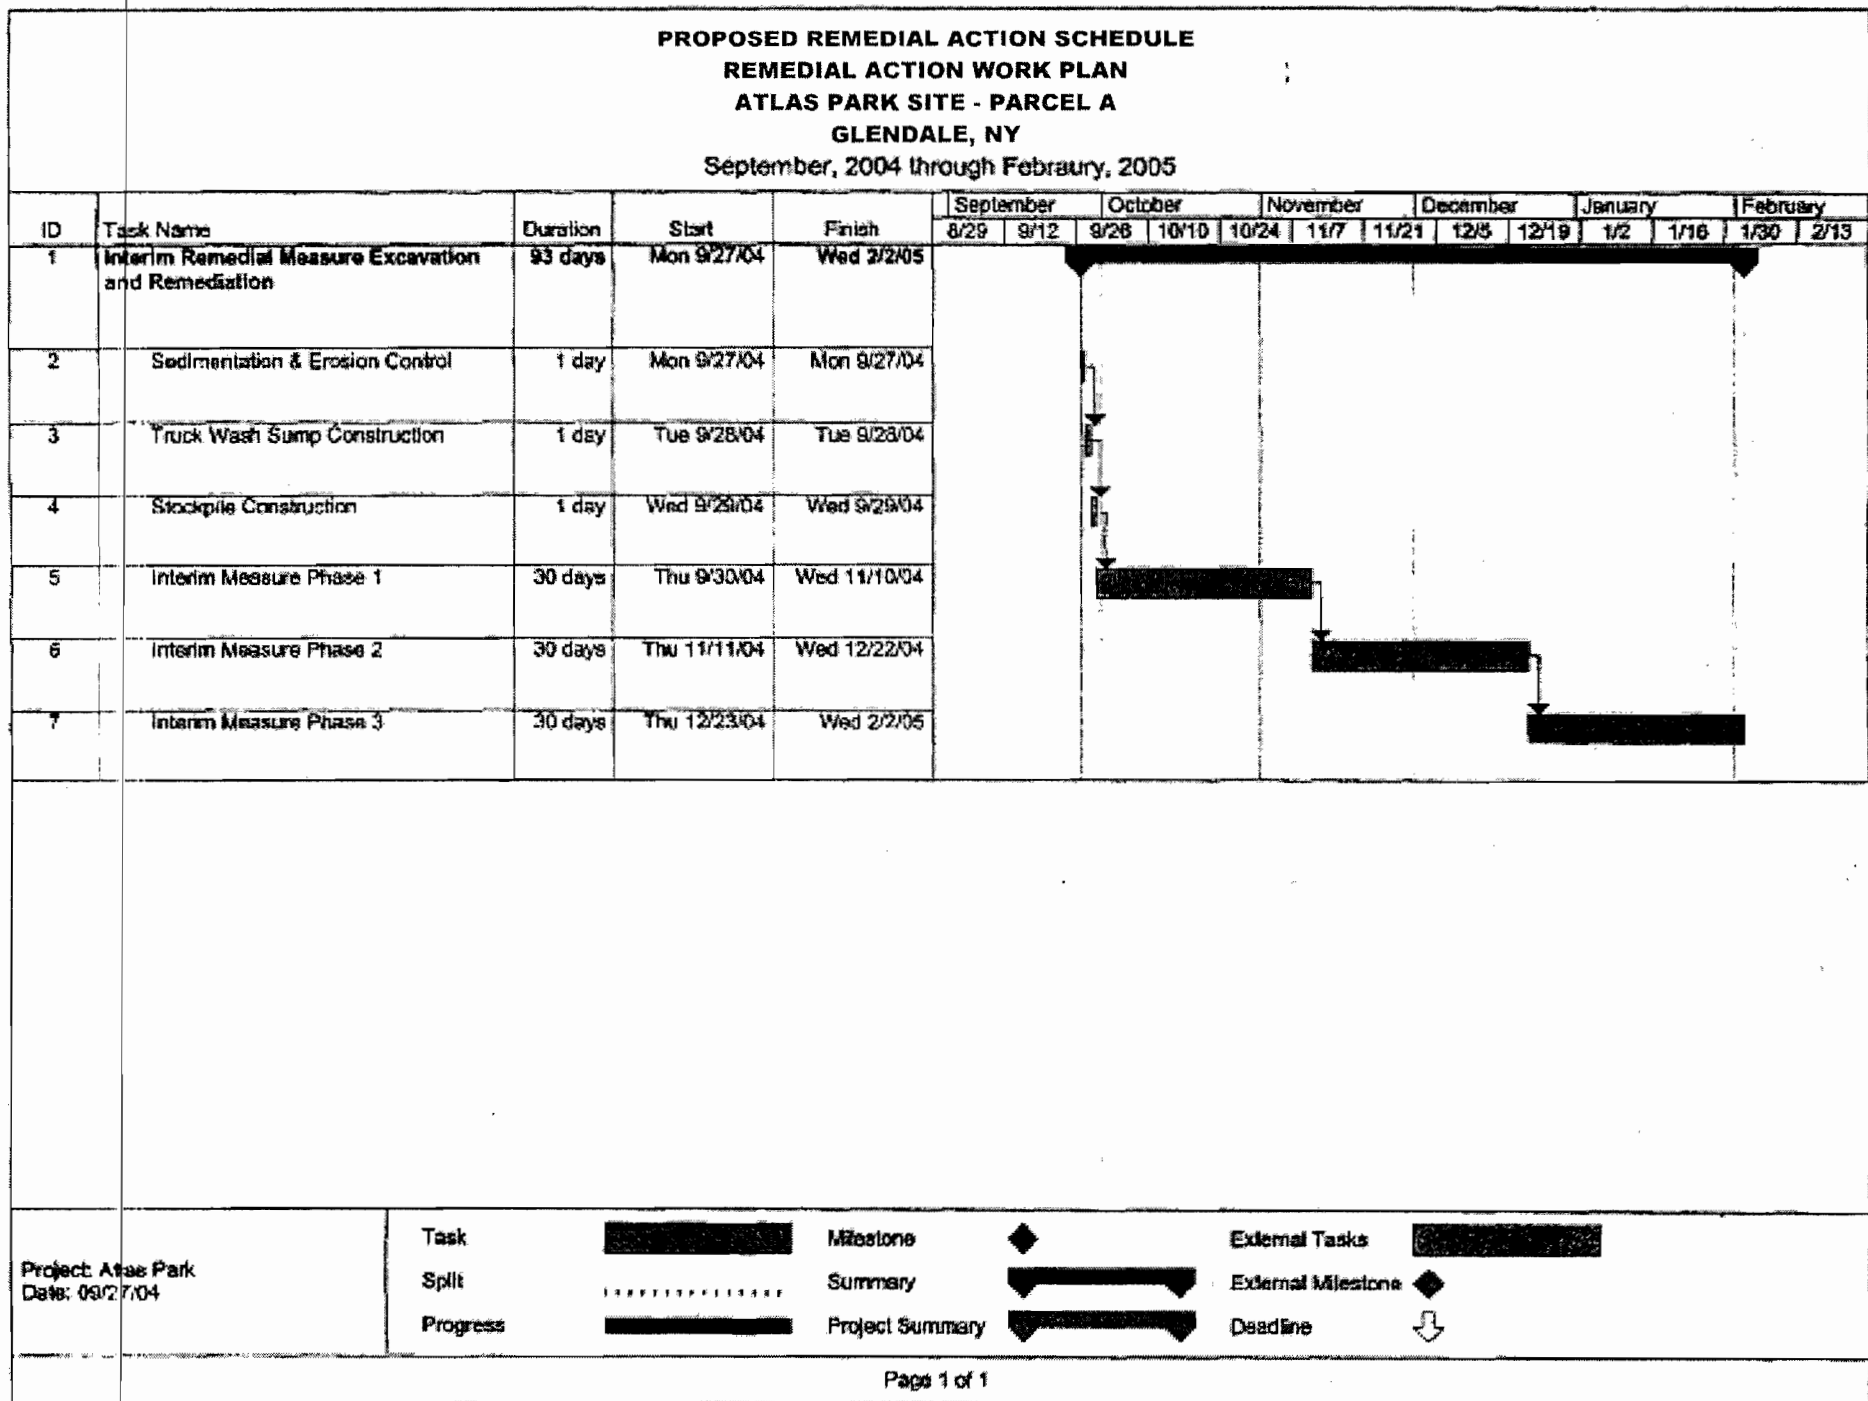 PROPOSED REMEDIAL ACTION SCHEDULE
REMEDIAL ACTION WORK PLAN
ATLAS PARK SITE - PARCEL A
GLENDALE, NY
September, 2004 through Febraury, 2005
September October November December January February
ID Task Name Duration Start Finish 8/29 9/12 9/26 10/10 10/24 11/7 11/21 12/5 12/19 1/2 1/16 1/30 2/13
1 Interim Remedial Measure Excavation 93 days Mon 9/27/04 Wed 2/2/05
and Remediation
2 Sedimentation & Erosion Control 1 day Mon 9/27/04 Mon 9/27/04
3 Truck Wash Sump Construction 1 day Tue 9/28/04 Tue 9/28/04
4 Stockpile Construction 1 day Wed 9/29/04 Wed 9/29/04
5 Interim Measure Phase 1 30 days Thu 9/30/04 Wed 11/10/04
6 Interim Measure Phase 2 30 days Thu 11/11/04 Wed 12/22/04
7 Interim Measure Phase 3 30 days Thu 12/23/04 Wed 2/2/05
Project: Atlas Park
Date: 09/27/04
Task Milestone External Tasks
Split Summary External Milestone
Progress Project Summary Deadline
Page 1 of 1